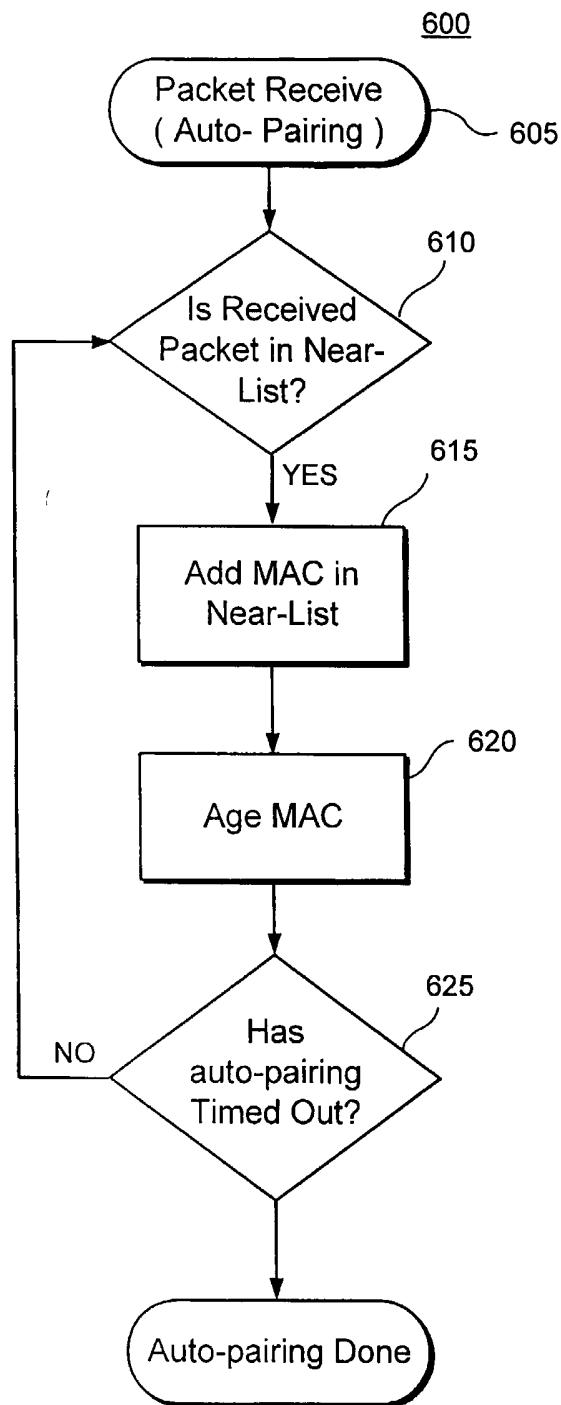 600
Packet Receive
( Auto- Pairing )
605
610
Is Received
Packet in Near-
List?
YES
615
Add MAC in
Near-List
620
Age MAC
625
NO
Has
auto-pairing
Timed Out?
Auto-pairing Done